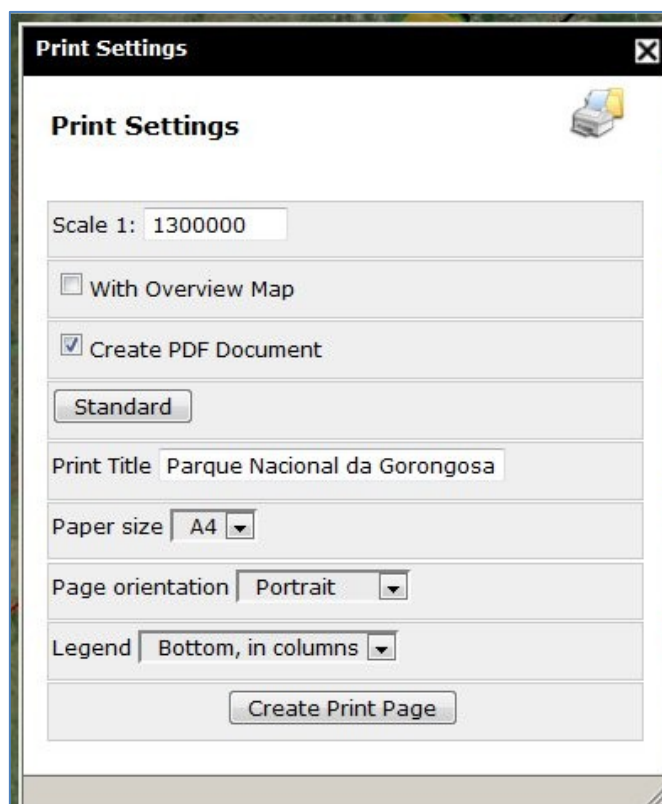 Print Settings
Print Settings
Scale 1: 1300000
With Overview Map
Create PDF Document
Standard
Print Title Parque Nacional da Gorongosa
Paper size A4
Page orientation Portrait
Legend Bottom, in columns
Create Print Page